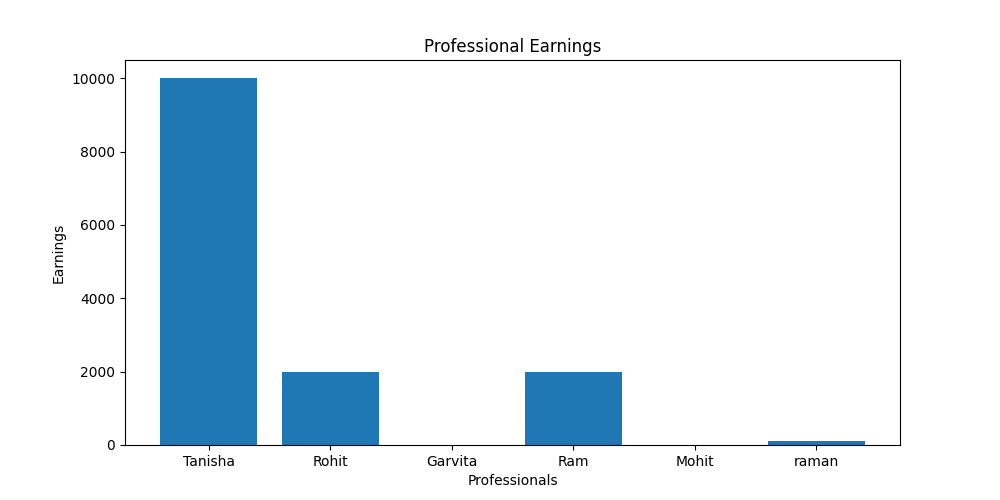 Professional Earnings
10000
8000
6000
4000
2000
0
Earnings
Tanisha Rohit Garvita Ram Mohit raman
Professionals